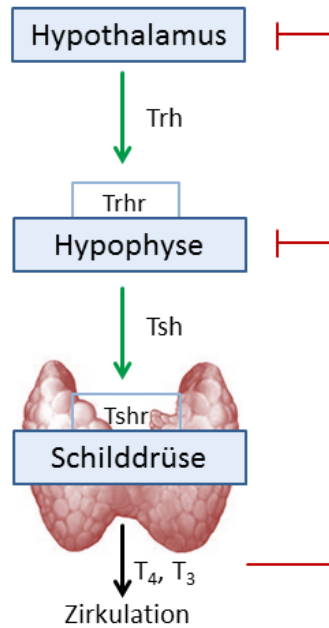 Hypothalamus
Trh
Trhr
Hypophyse
Tsh
Tshr
Schilddrüse
T₄, T₃
Zirkulation